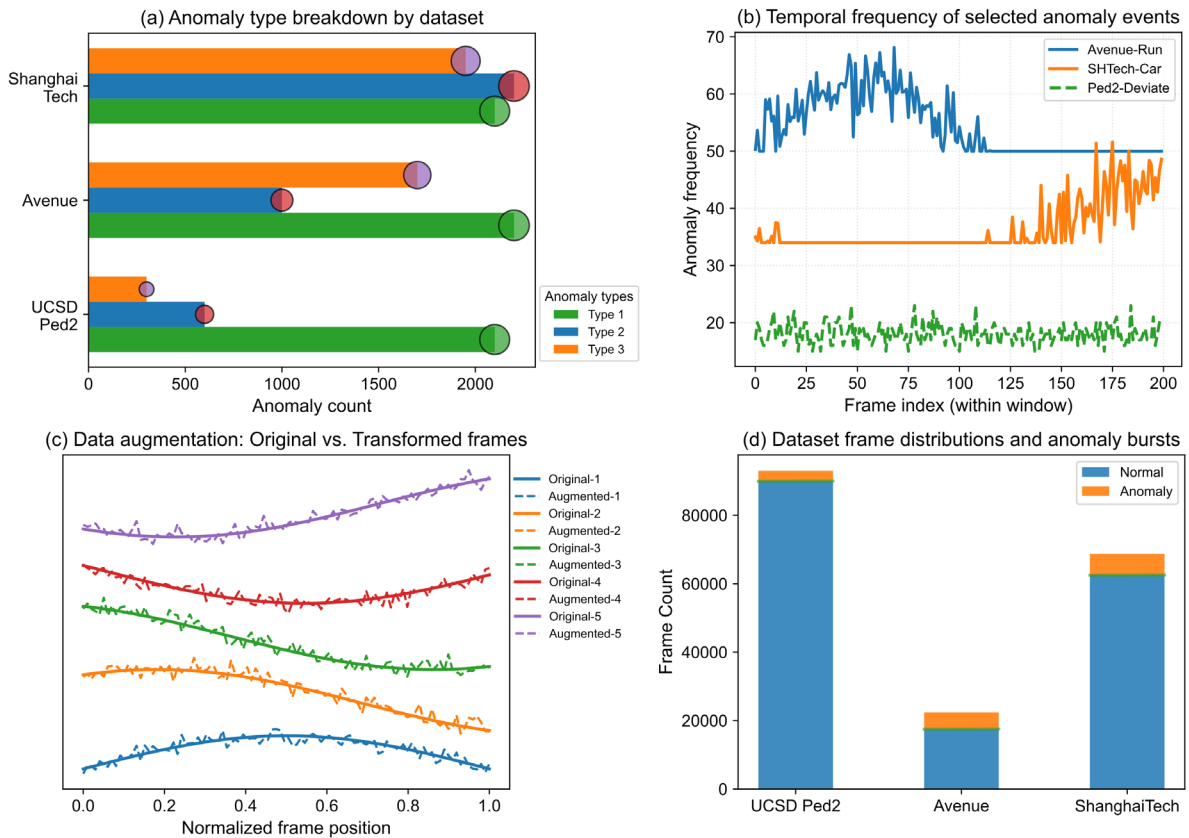 (a) Anomaly type breakdown by dataset
Shanghai
Tech
Avenue
UCSD
Ped2
Anomaly types
Type 1
Type 2
Type 3
0
500
1000
1500
2000
Anomaly count
(b) Temporal frequency of selected anomaly events
70
60
50
40
30
20
Anomaly frequency
Avenue-Run
SHTech-Car
Ped2-Deviate
0
25
50
75
100
125
150
175
200
Frame index (within window)
(c) Data augmentation: Original vs. Transformed frames
Original-1
Augmented-1
Original-2
Augmented-2
Original-3
Augmented-3
Original-4
Augmented-4
Original-5
Augmented-5
0.0
0.2
0.4
0.6
0.8
1.0
Normalized frame position
(d) Dataset frame distributions and anomaly bursts
Normal
Anomaly
80000
60000
40000
20000
0
Frame Count
UCSD Ped2
Avenue
ShanghaiTech